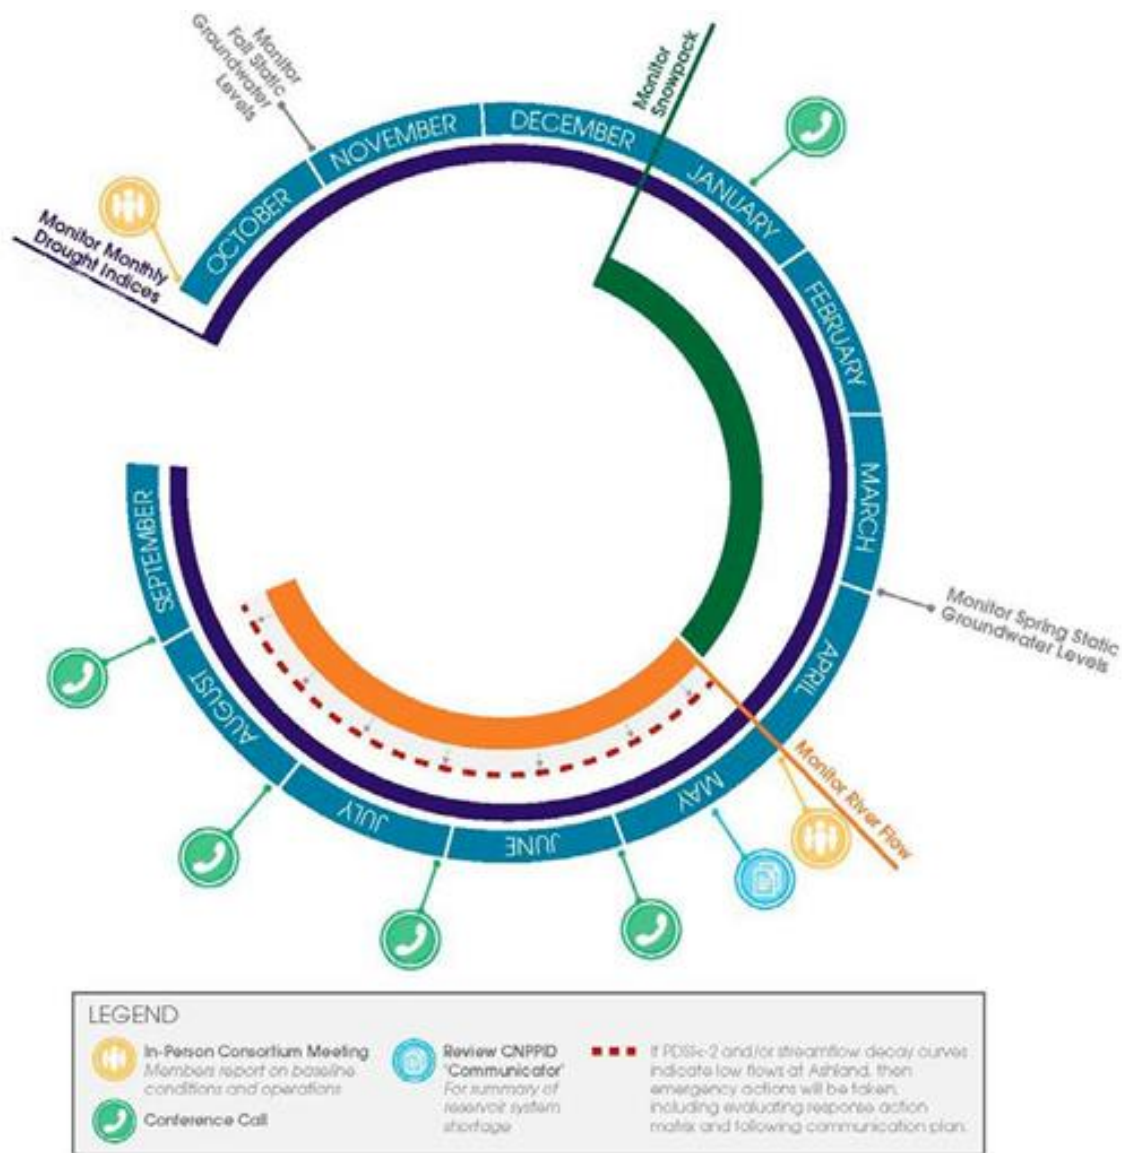 Monitor
Fall Static
Groundwater
Levels
Monitor
Snowpack
Monitor Monthly
Drought Indices
OCTOBER
NOVEMBER
DECEMBER
JANUARY
FEBRUARY
MARCH
APRIL
MAY
JUNE
JULY
AUGUST
SEPTEMBER
Monitor Spring Static
Groundwater Levels
Monitor River Flow
LEGEND
In-Person Consortium Meeting
Members report on baseline
conditions and operations
Conference Call
Review CNPPID
'Communicator'
For summary of
reservoir system
shortage
If PDSI<-2 and/or streamflow decay curves
indicate low flows at Ashland, then
emergency actions will be taken,
including evaluating response action
matrix and following communication plan.